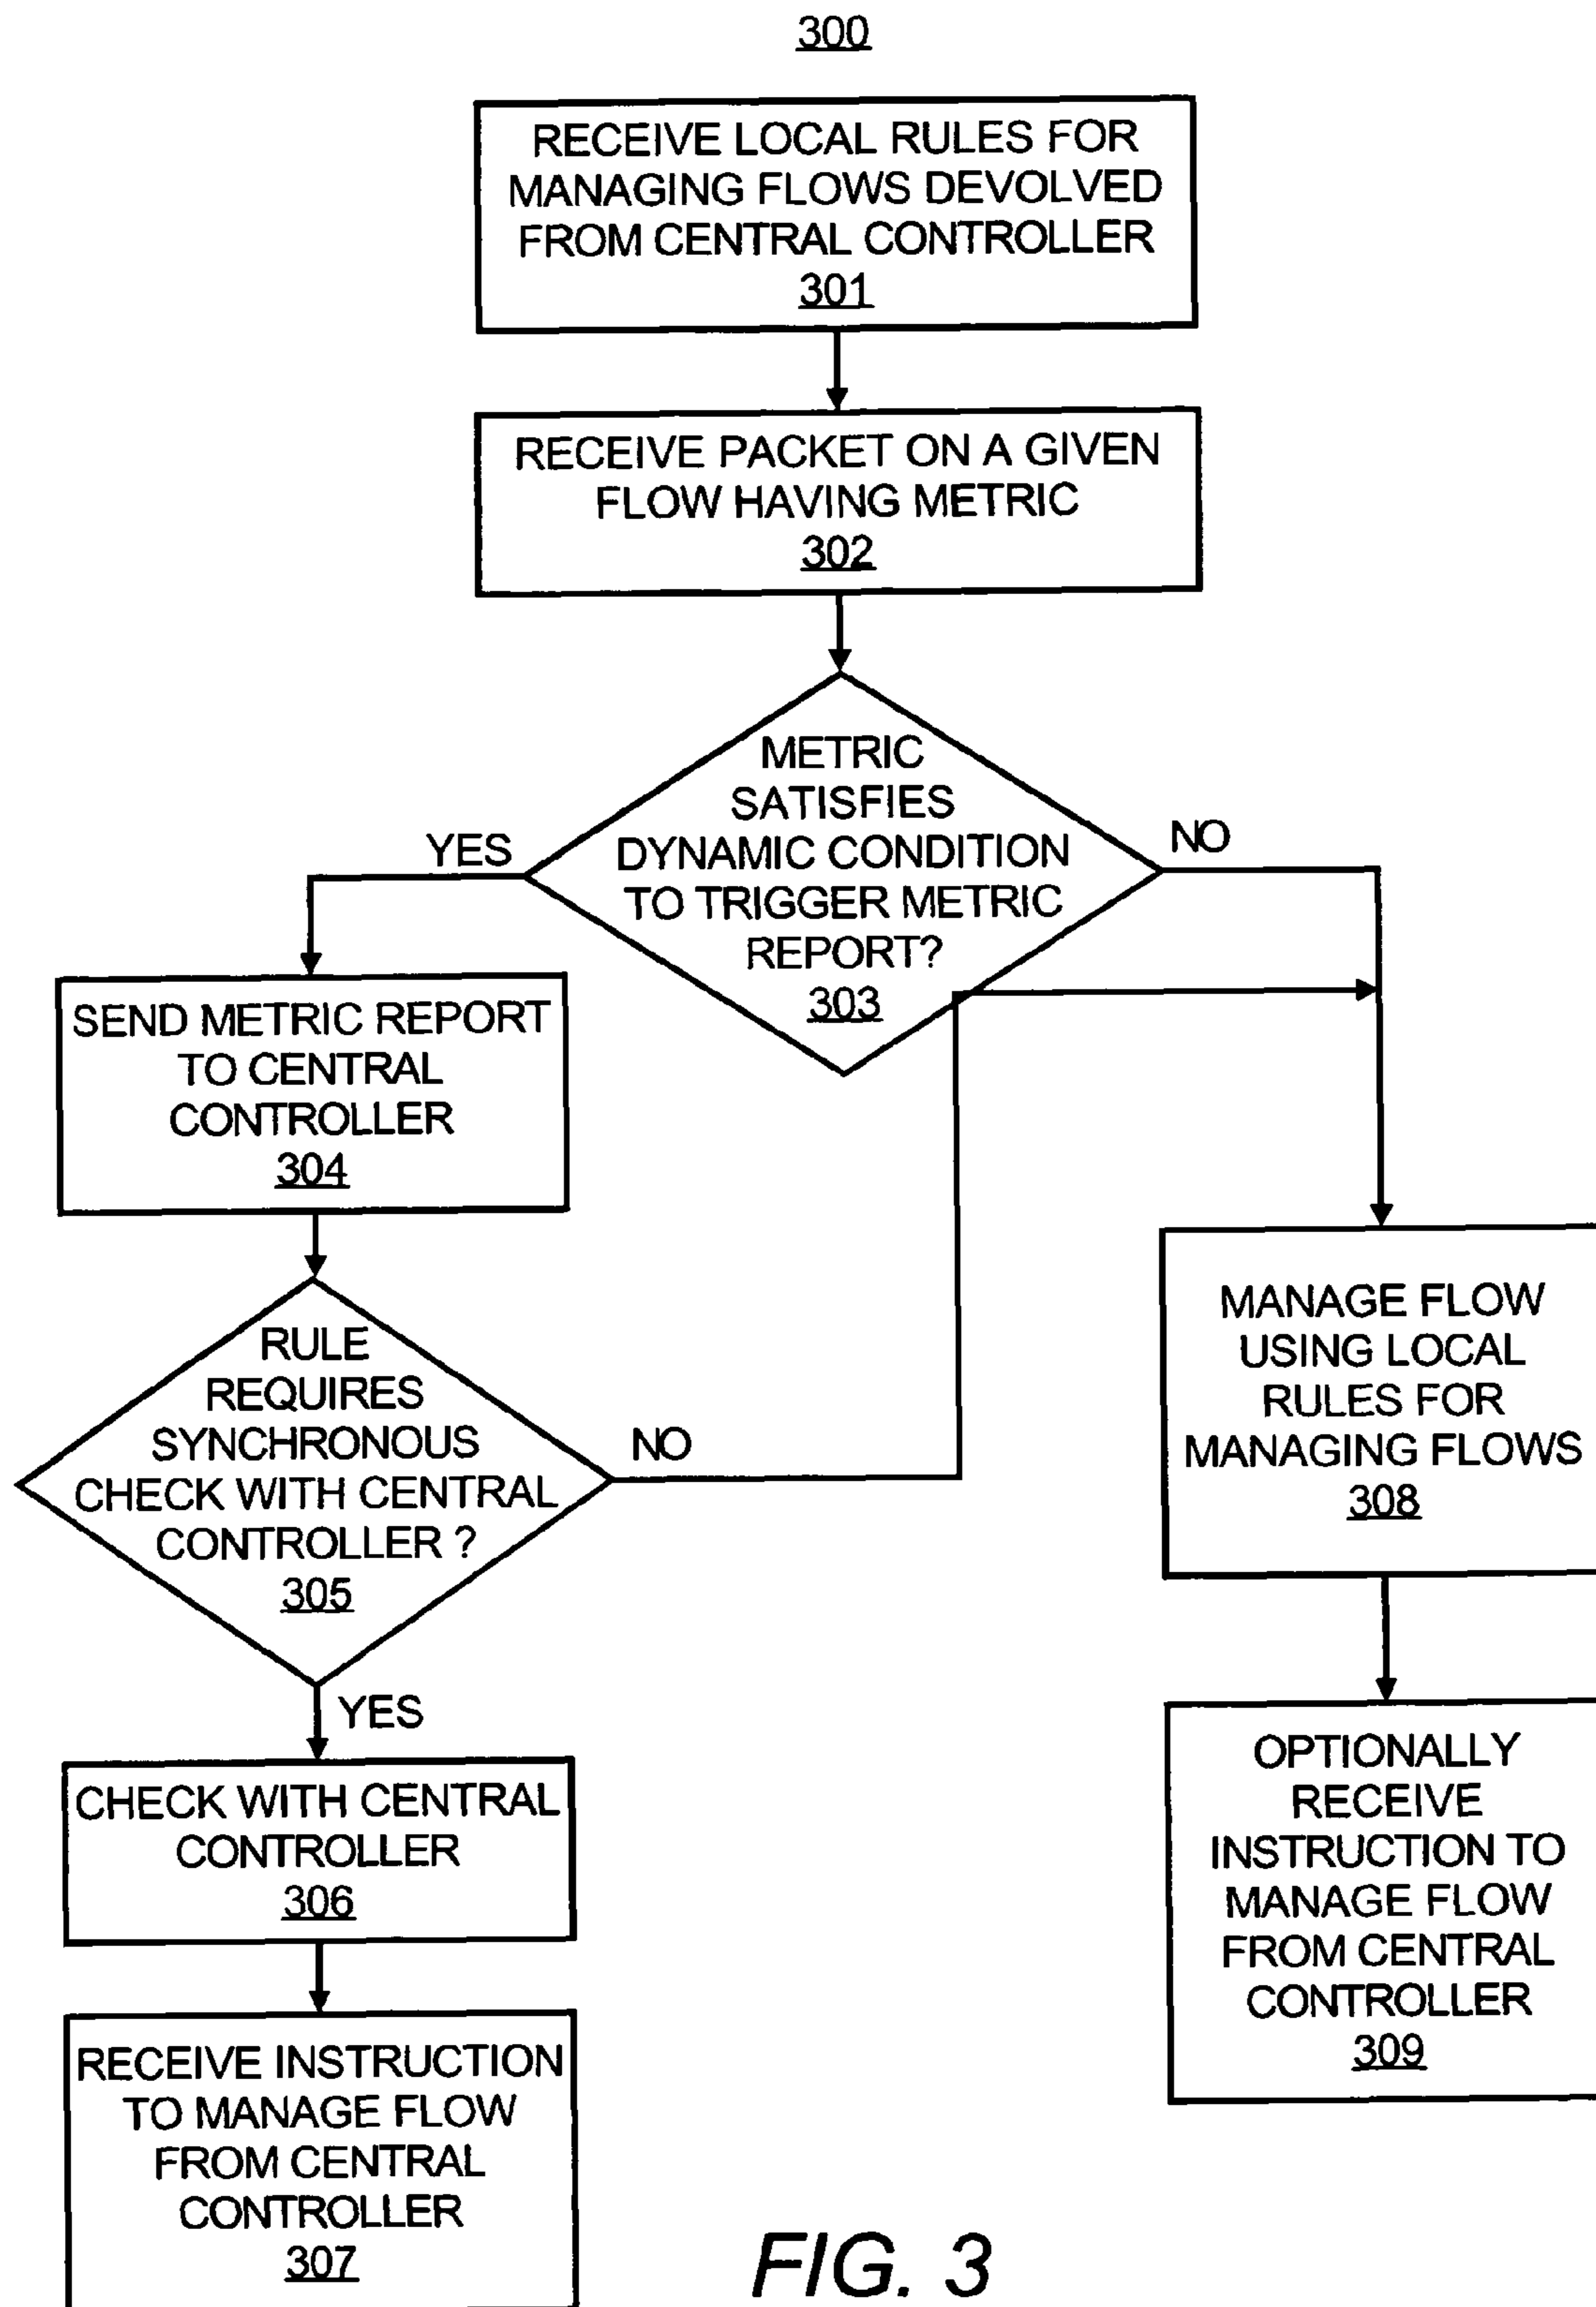 300
RECEIVE LOCAL RULES FOR
MANAGING FLOWS DEVOLVED
FROM CENTRAL CONTROLLER
301
RECEIVE PACKET ON A GIVEN
FLOW HAVING METRIC
302
METRIC
SATISFIES
DYNAMIC CONDITION
TO TRIGGER METRIC
REPORT?
303
YES
NO
SEND METRIC REPORT
TO CENTRAL
CONTROLLER
304
RULE
REQUIRES
SYNCHRONOUS
CHECK WITH CENTRAL
CONTROLLER ?
305
NO
YES
CHECK WITH CENTRAL
CONTROLLER
306
RECEIVE INSTRUCTION
TO MANAGE FLOW
FROM CENTRAL
CONTROLLER
307
MANAGE FLOW
USING LOCAL
RULES FOR
MANAGING FLOWS
308
OPTIONALLY
RECEIVE
INSTRUCTION TO
MANAGE FLOW
FROM CENTRAL
CONTROLLER
309
FIG. 3